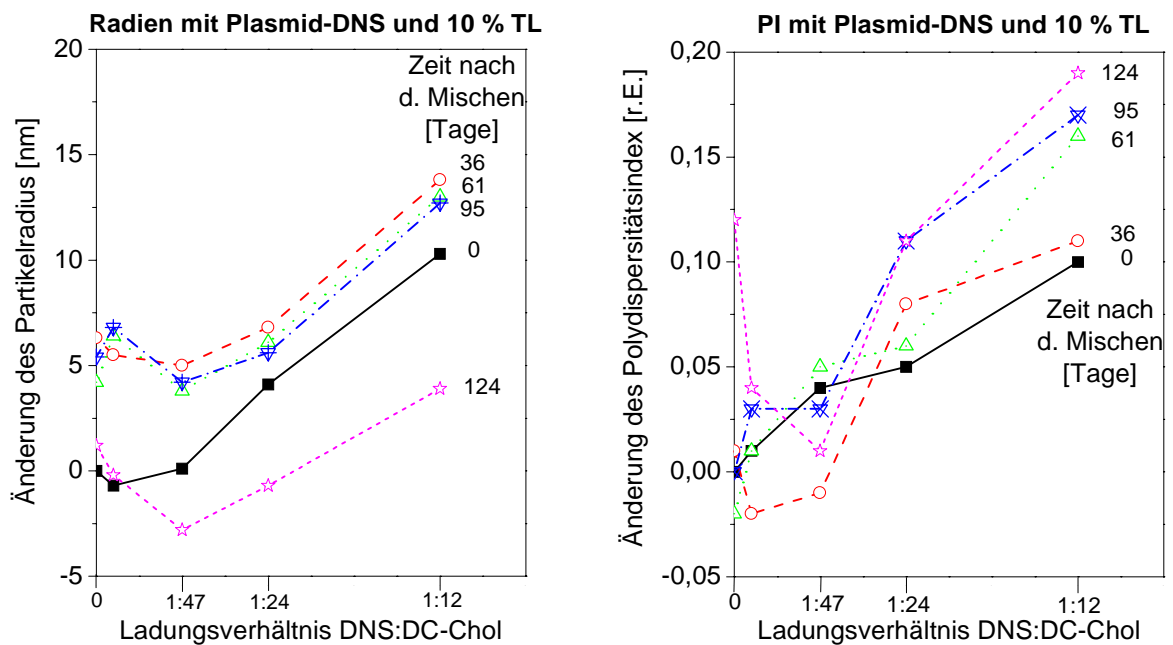 Radien mit Plasmid-DNS und 10 % TL
Änderung des Partikelradius [nm]
20
15
10
5
0
-5
Zeit nach
d. Mischen
[Tage]
36
61
95
0
124
0
1:47
1:24
1:12
Ladungsverhältnis DNS:DC-Chol
PI mit Plasmid-DNS und 10 % TL
Änderung des Polydispersitätsindex [r.E.]
0,20
0,15
0,10
0,05
0,00
-0,05
124
95
61
36
0
Zeit nach
d. Mischen
[Tage]
0
1:47
1:24
1:12
Ladungsverhältnis DNS:DC-Chol